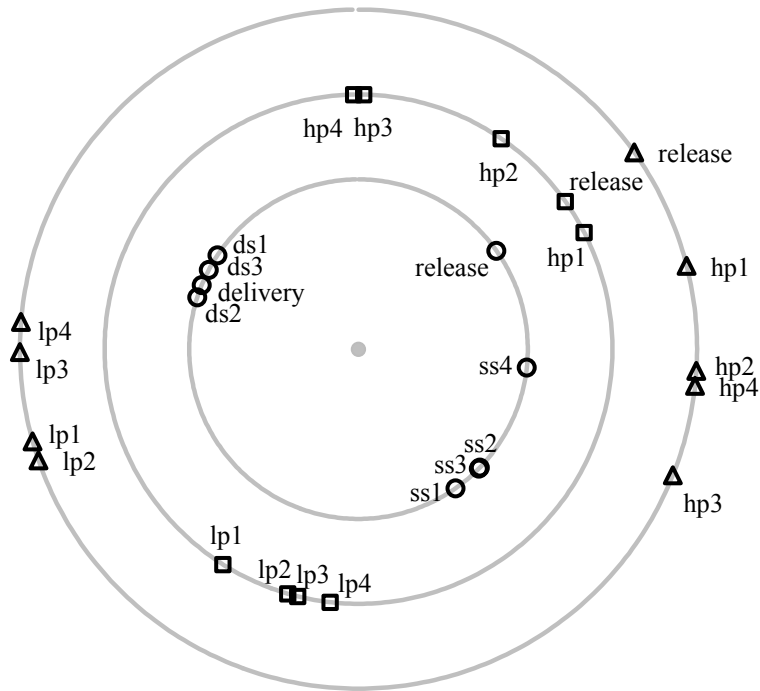 hp4 hp3
release
hp2
release
ds1
hp1
ds3
release
hp1
delivery
ds2
lp4
lp3
ss4
hp2
hp4
lp1
ss2
lp2
ss3
ss1
hp3
lp1
lp2
lp3
lp4